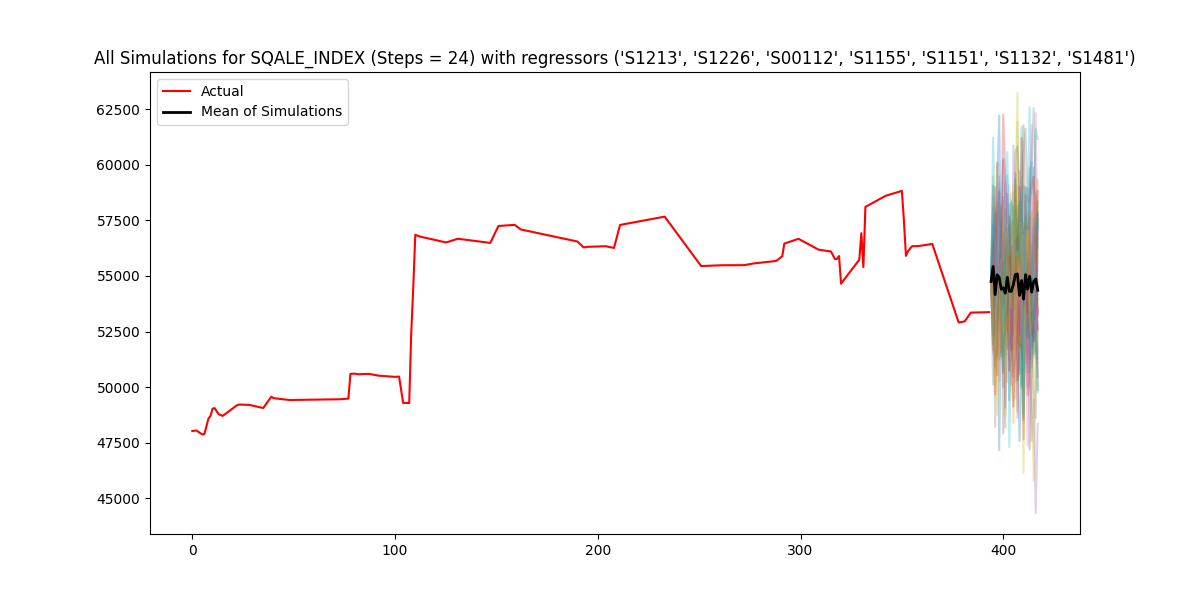 All Simulations for SQALE_INDEX (Steps = 24) with regressors ('S1213', 'S1226', 'S00112', 'S1155', 'S1151', 'S1132', 'S1481')
Actual
Mean of Simulations
62500
60000
57500
55000
52500
50000
47500
45000
0 100 200 300 400